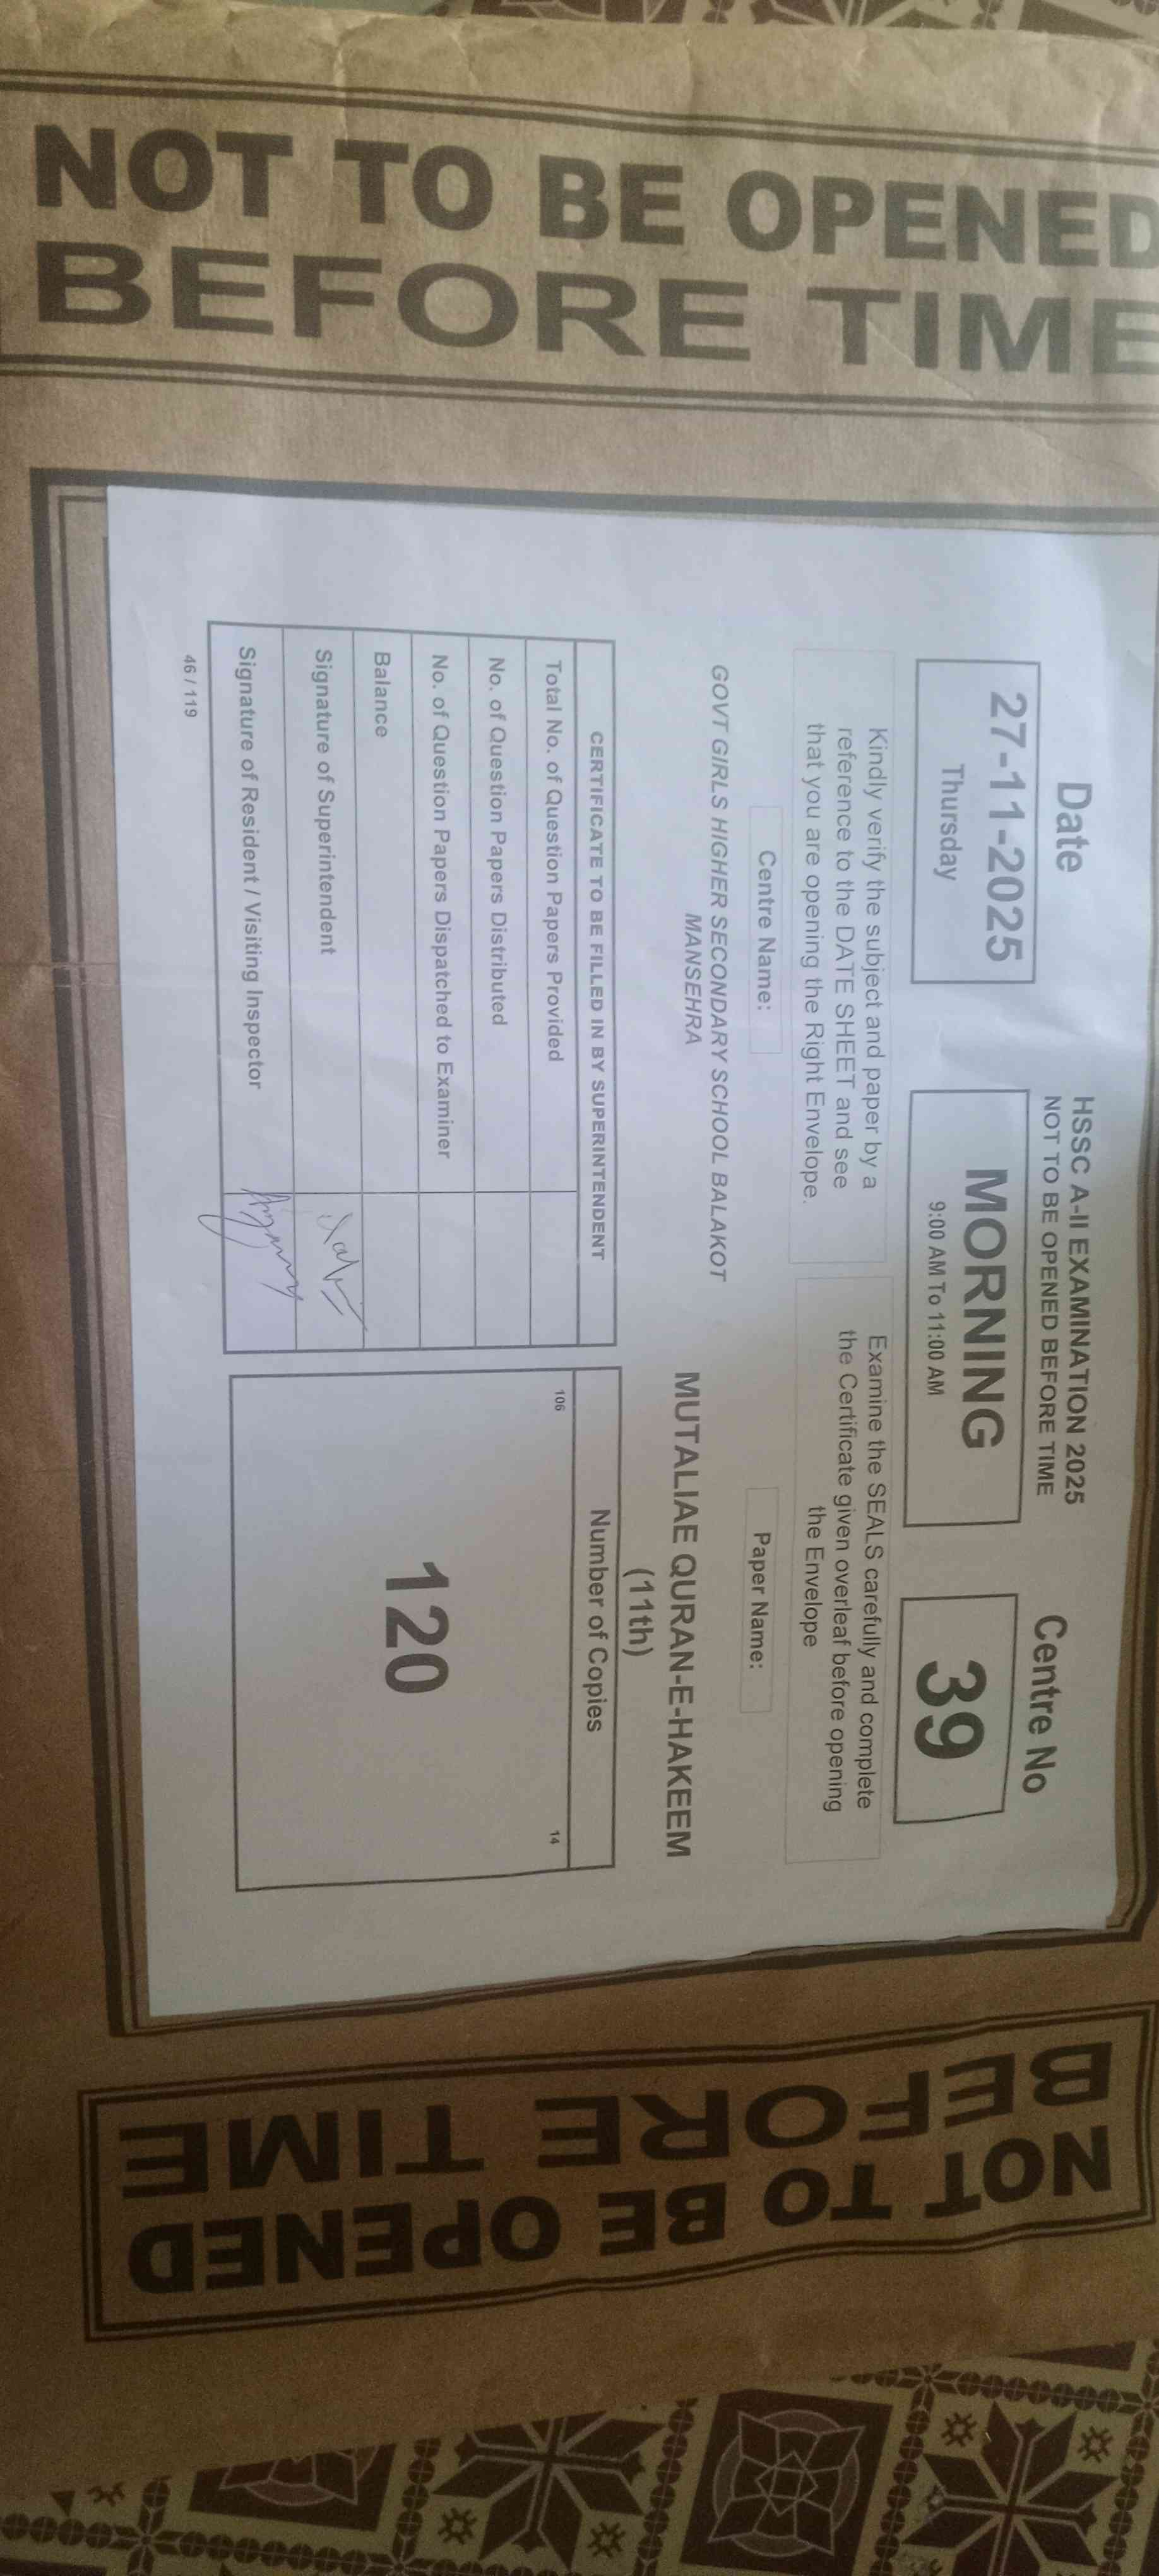 NOT TO BE OPENED
BEFORE TIME
Date
27-11-2025
Thursday
HSSC A-II EXAMINATION 2025
NOT TO BE OPENED BEFORE TIME
MORNING
9:00 AM To 11:00 AM
Centre No
39
Kindly verify the subject and paper by a
reference to the DATE SHEET and see
that you are opening the Right Envelope.
Examine the SEALS carefully and complete
the Certificate given overleaf before opening
the Envelope
Centre Name:
GOVT GIRLS HIGHER SECONDARY SCHOOL BALAKOT
MANSEHRA
Paper Name:
MUTALIAE QURAN-E-HAKEEM
(11th)
CERTIFICATE TO BE FILLED IN BY SUPERINTENDENT
Total No. of Question Papers Provided
No. of Question Papers Distributed
No. of Question Papers Dispatched to Examiner
Balance
Signature of Superintendent
Signature of Resident / Visiting Inspector
Number of Copies
106
14
120
46 / 119
NOT TO BE OPENED
BEFORE TIME